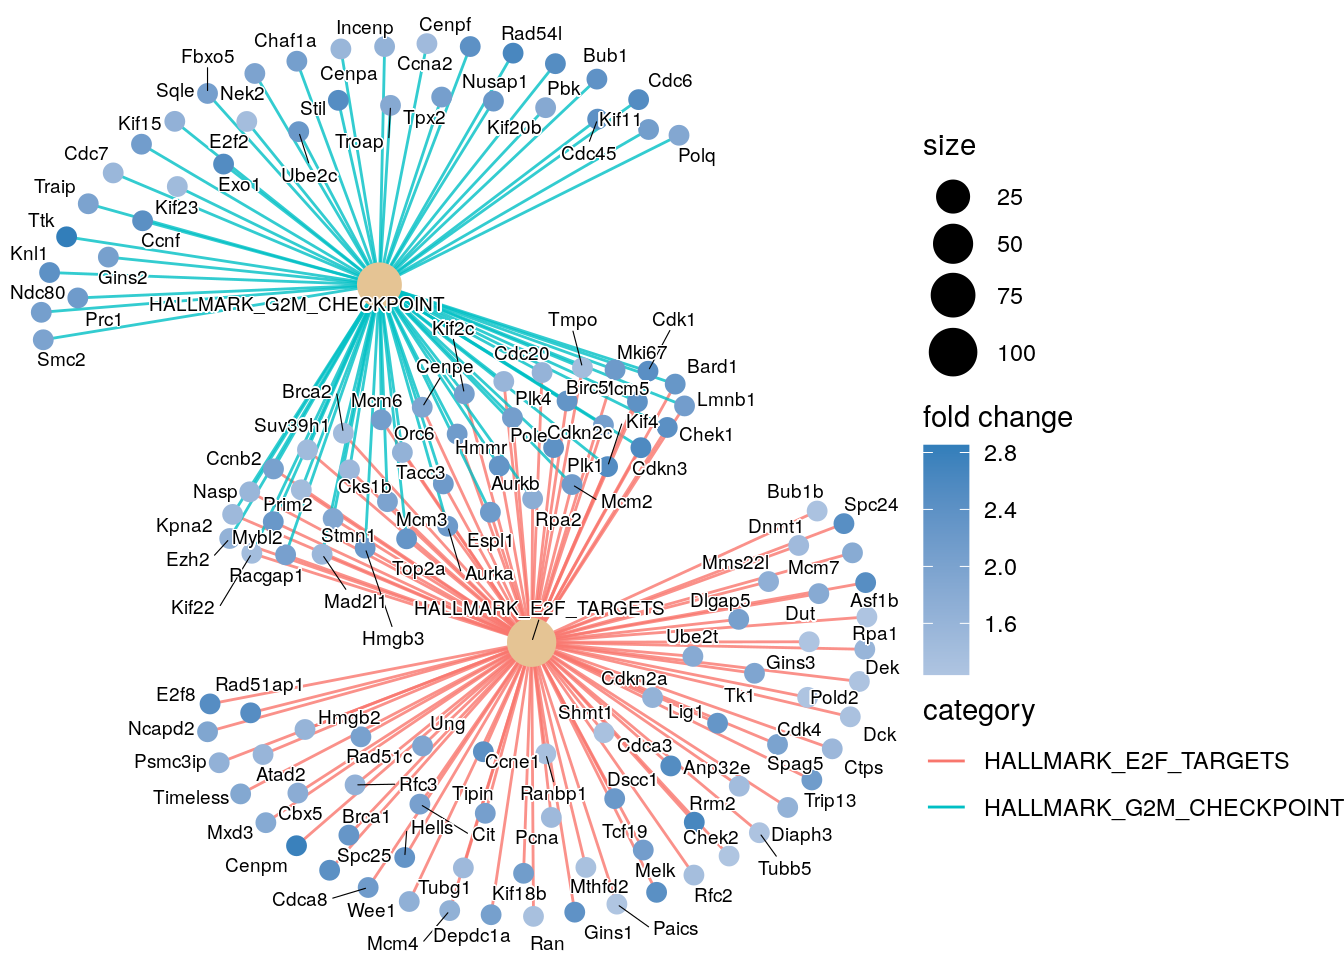 Incenp
Cenpf
Rad54l
Chaf1a
Fbxo5
Cenpa
Ccna2
Bub1
Sqle
Nek2
Nusap1
Pbk
Cdc6
Kif15
Stil
Troap
Tpx2
Kif20b
Kif11
E2f2
Cdc45
Polq
Cdc7
Exo1
Ube2c
Traip
Kif23
Ttk
Ccnf
Knl1
Gins2
Ndc80
HALLMARK_G2M_CHECKPOINT
Prc1
Smc2
Kif2c
Tmpo
Cdk1
Cenpe
Cdc20
Mki67
Bard1
Brca2
Mcm6
Plk4
Birc5
Mcm5
Lmnb1
Suv39h1
Orc6
Pole
Cdkn2c
Kif4
Chek1
Hmmr
Ccnb2
Tacc3
Plk1
Cdkn3
Nasp
Cks1b
Aurkb
Prim2
Mcm2
Kpna2
Mybl2
Stmn1
Mcm3
Rpa2
Ezh2
Espl1
Racgap1
Top2a
Aurka
Kif22
Mad2l1
Hmgb3
HALLMARK_E2F_TARGETS
Bub1b
Spc24
Dnmt1
Mms22l
Mcm7
Dlgap5
Dut
Asf1b
Ube2t
Rpa1
Gins3
Dek
Cdkn2a
Tk1
Pold2
E2f8
Rad51ap1
Shmt1
Lig1
Cdk4
Dck
Ncapd2
Hmgb2
Ung
Cdca3
Psmc3ip
Rad51c
Ccne1
Anp32e
Spag5
Ctps
Atad2
Timeless
Rfc3
Tipin
Ranbp1
Dscc1
Rrm2
Trip13
Cbx5
Brca1
Mxd3
Hells
Cit
Pcna
Tcf19
Chek2
Diaph3
Cenpm
Spc25
Melk
Tubb5
Cdca8
Tubg1
Kif18b
Mthfd2
Rfc2
Wee1
Mcm4
Depdc1a
Ran
Gins1
Paics
size
25
50
75
100
fold change
2.8
2.4
2.0
1.6
category
HALLMARK_E2F_TARGETS
HALLMARK_G2M_CHECKPOINT